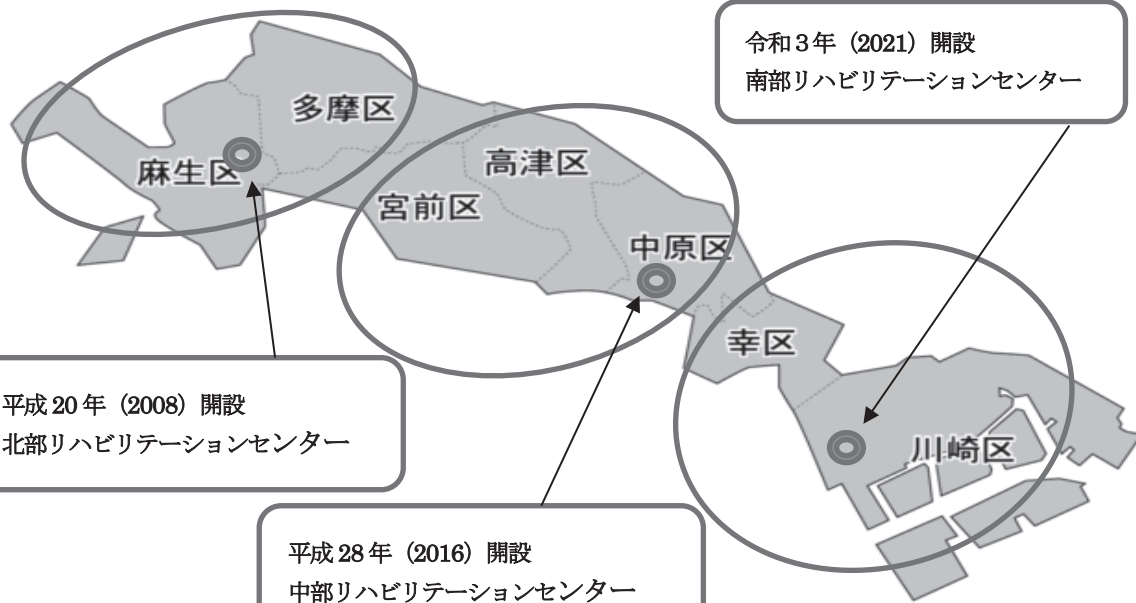 令和3年（2021）開設
南部リハビリテーションセンター
多摩区
麻生区
高津区
宮前区
中原区
幸区
川崎区
平成20年（2008）開設
北部リハビリテーションセンター
平成28年（2016）開設
中部リハビリテーションセンター